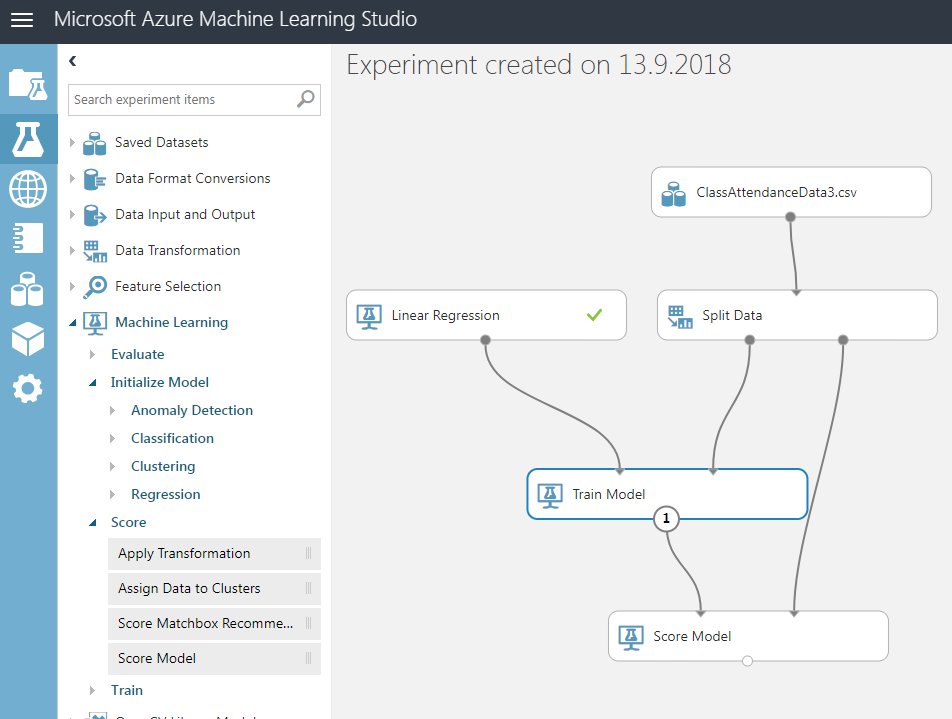 Microsoft Azure Machine Learning Studio
Experiment created on 13.9.2018
Search experiment items
Saved Datasets
Data Format Conversions
Data Input and Output
Data Transformation
Feature Selection
Machine Learning
Evaluate
Initialize Model
Anomaly Detection
Classification
Clustering
Regression
Score
Apply Transformation
Assign Data to Clusters
Score Matchbox Recomme...
Score Model
Train
ClassAttendanceData3.csv
Linear Regression
Split Data
Train Model
1
Score Model